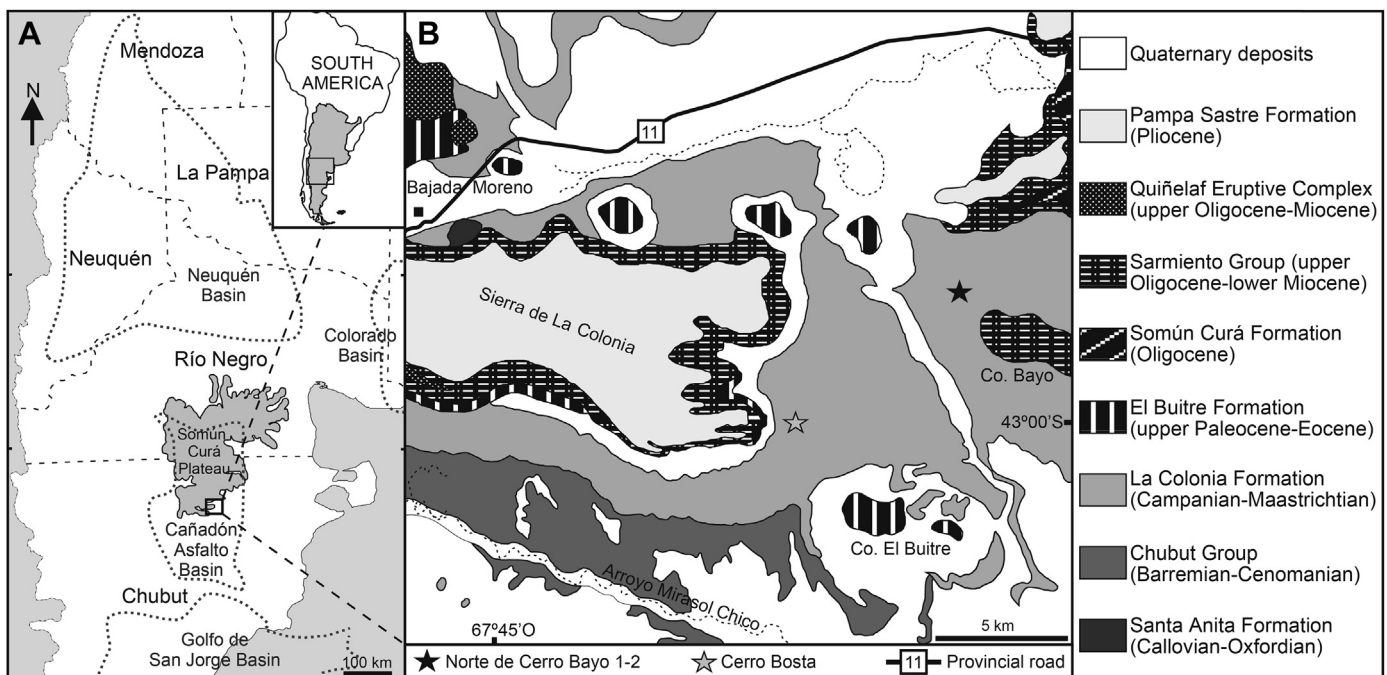 A
Mendoza
N
La Pampa
Neuquén
Neuquén
Basin
Colorado
Basin
Río Negro
Somún
Curá
Plateau
Cañadón
Asfalto
Basin
Chubut
Golfo de
San Jorge Basin
100 km
SOUTH
AMERICA
B
11
Bajada Moreno
Sierra de La Colonia
Co. Bayo
43º00'S
Co. El Buitre
Arroyo Mirasol Chico
67º45'O
5 km
Norte de Cerro Bayo 1-2
Cerro Bosta
11
Provincial road
Quaternary deposits
Pampa Sastre Formation
(Pliocene)
Quiñelaf Eruptive Complex
(upper Oligocene-Miocene)
Sarmiento Group (upper
Oligocene-lower Miocene)
Somún Curá Formation
(Oligocene)
El Buitre Formation
(upper Paleocene-Eocene)
La Colonia Formation
(Campanian-Maastrichtian)
Chubut Group
(Barremian-Cenomanian)
Santa Anita Formation
(Callovian-Oxfordian)